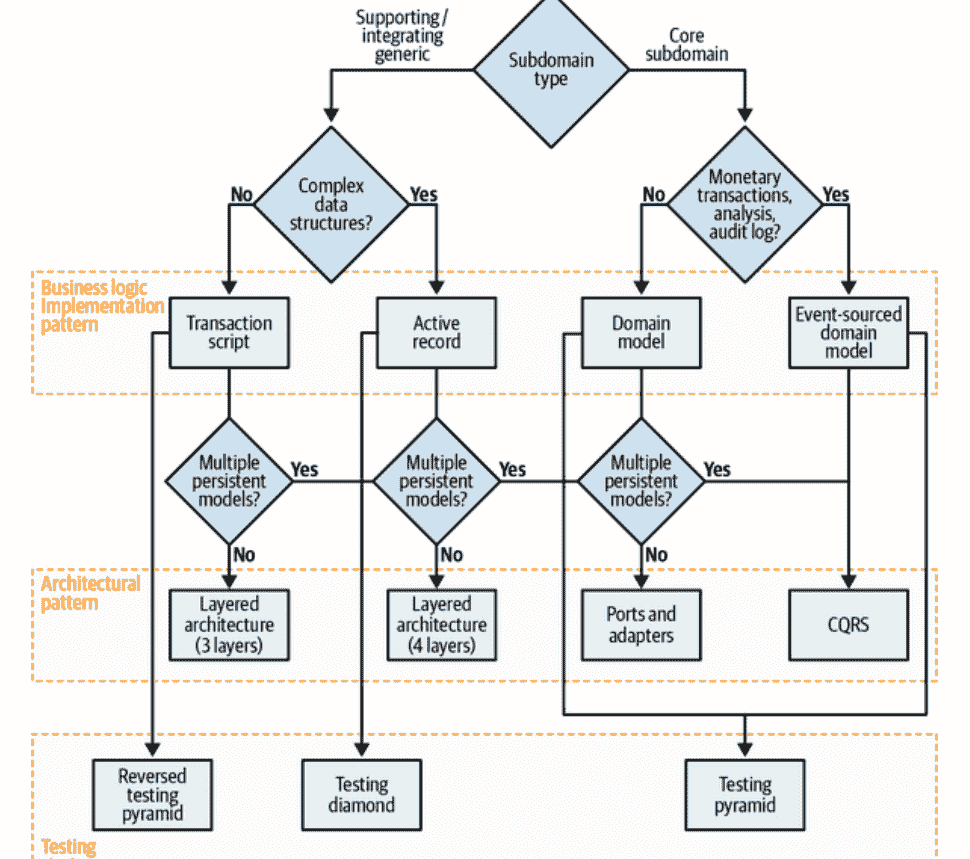 Supporting/
integrating
generic
Subdomain
type
Core
subdomain
No
Complex
data
structures?
Yes
No
Monetary
transactions,
analysis,
audit log?
Yes
Business logic
Implementation
pattern
Transaction
script
Active
record
Domain
model
Event-sourced
domain
model
Multiple
persistent
models?
Yes
Multiple
persistent
models?
Yes
Multiple
persistent
models?
Yes
No
No
No
Architectural
pattern
Layered
architecture
(3 layers)
Layered
architecture
(4 layers)
Ports and
adapters
CQRS
Reversed
testing
pyramid
Testing
diamond
Testing
pyramid
Testing